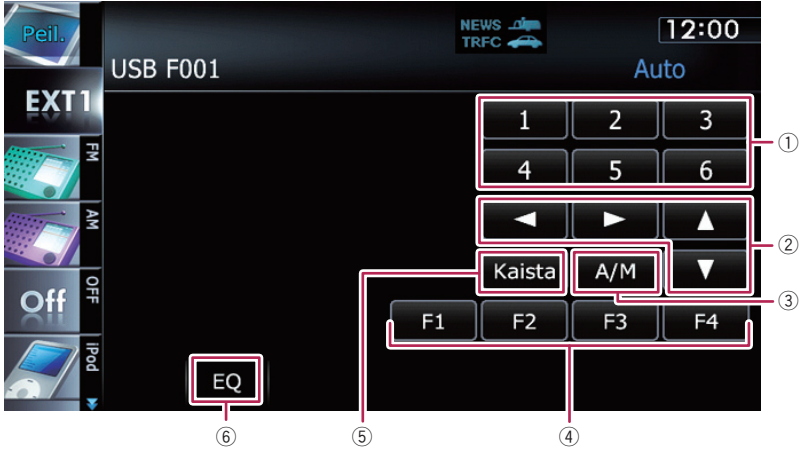 Peil.
NEWS
TRFC
12:00
USB F001
Auto
EXT1
1 2 3 ①
FM
4 5 6
AM
②
Kaista A/M
OFF
Off
⑤
③
F1 F2 F3 F4
iPod
EQ
⑥ ⑤ ④